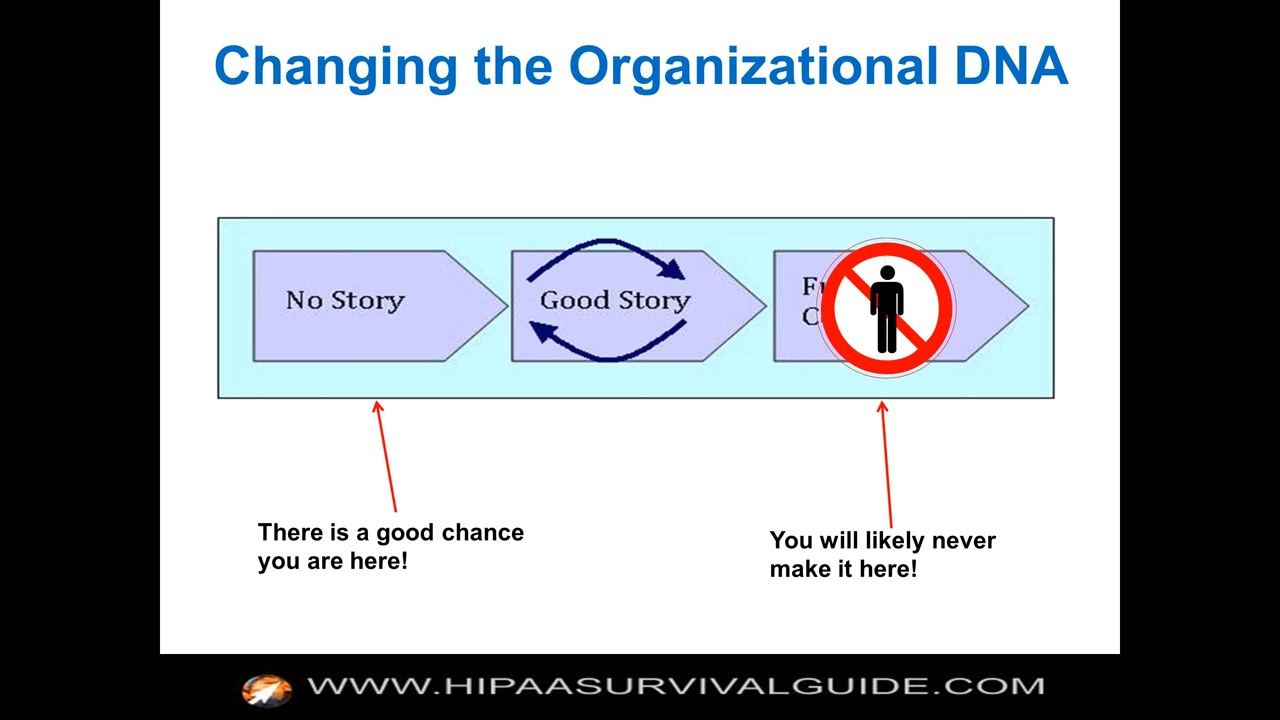 Changing the Organizational DNA
No Story
Good Story
There is a good chance
you are here!
You will likely never
make it here!
WWW.HIPAASURVIVALGUIDE.COM